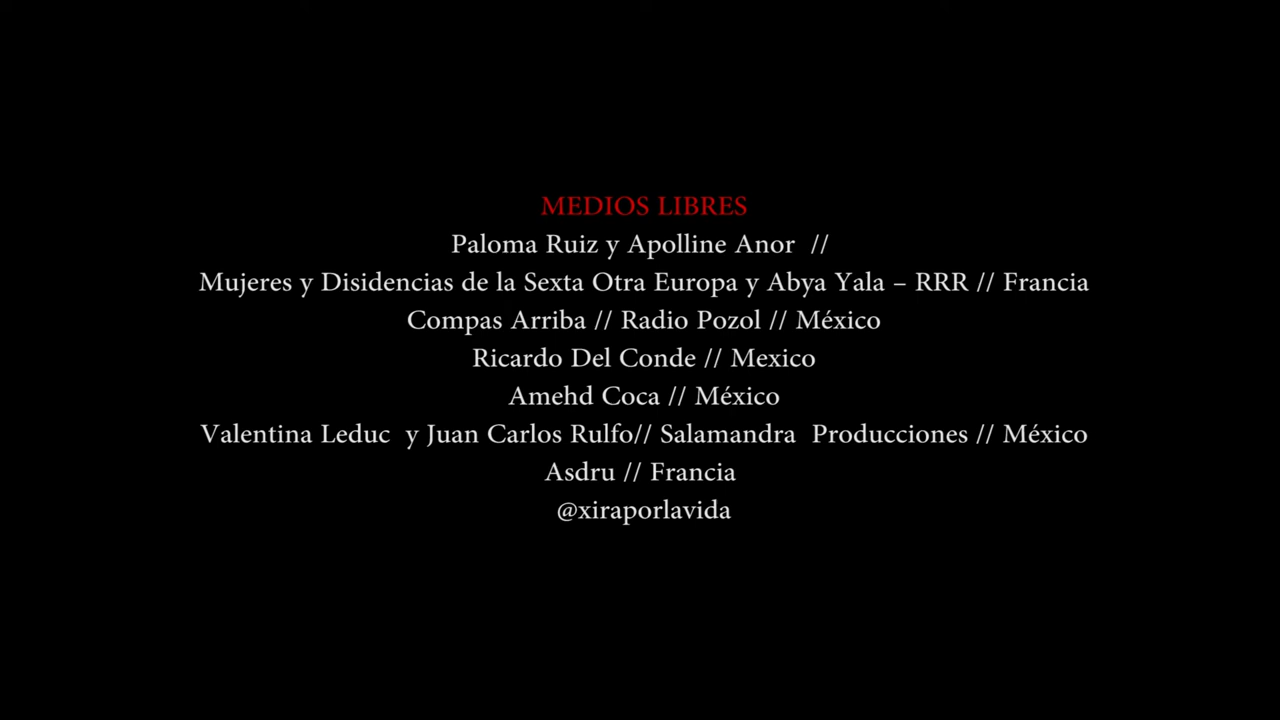 MEDIOS LIBRES
Paloma Ruiz y Apolline Anor  //
Mujeres y Disidencias de la Sexta Otra Europa y Abya Yala – RRR // Francia
Compas Arriba // Radio Pozol // México
Ricardo Del Conde // Mexico
Amehd Coca // México
Valentina Leduc  y Juan Carlos Rulfo// Salamandra  Producciones // México
Asdru // Francia
@xiraporlavida